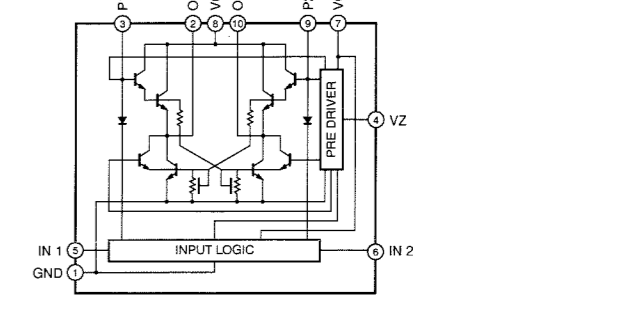 3
2
8
10
9
7
PRE DRIVER
4 VZ
IN 1 5
INPUT LOGIC
6 IN 2
GND 1